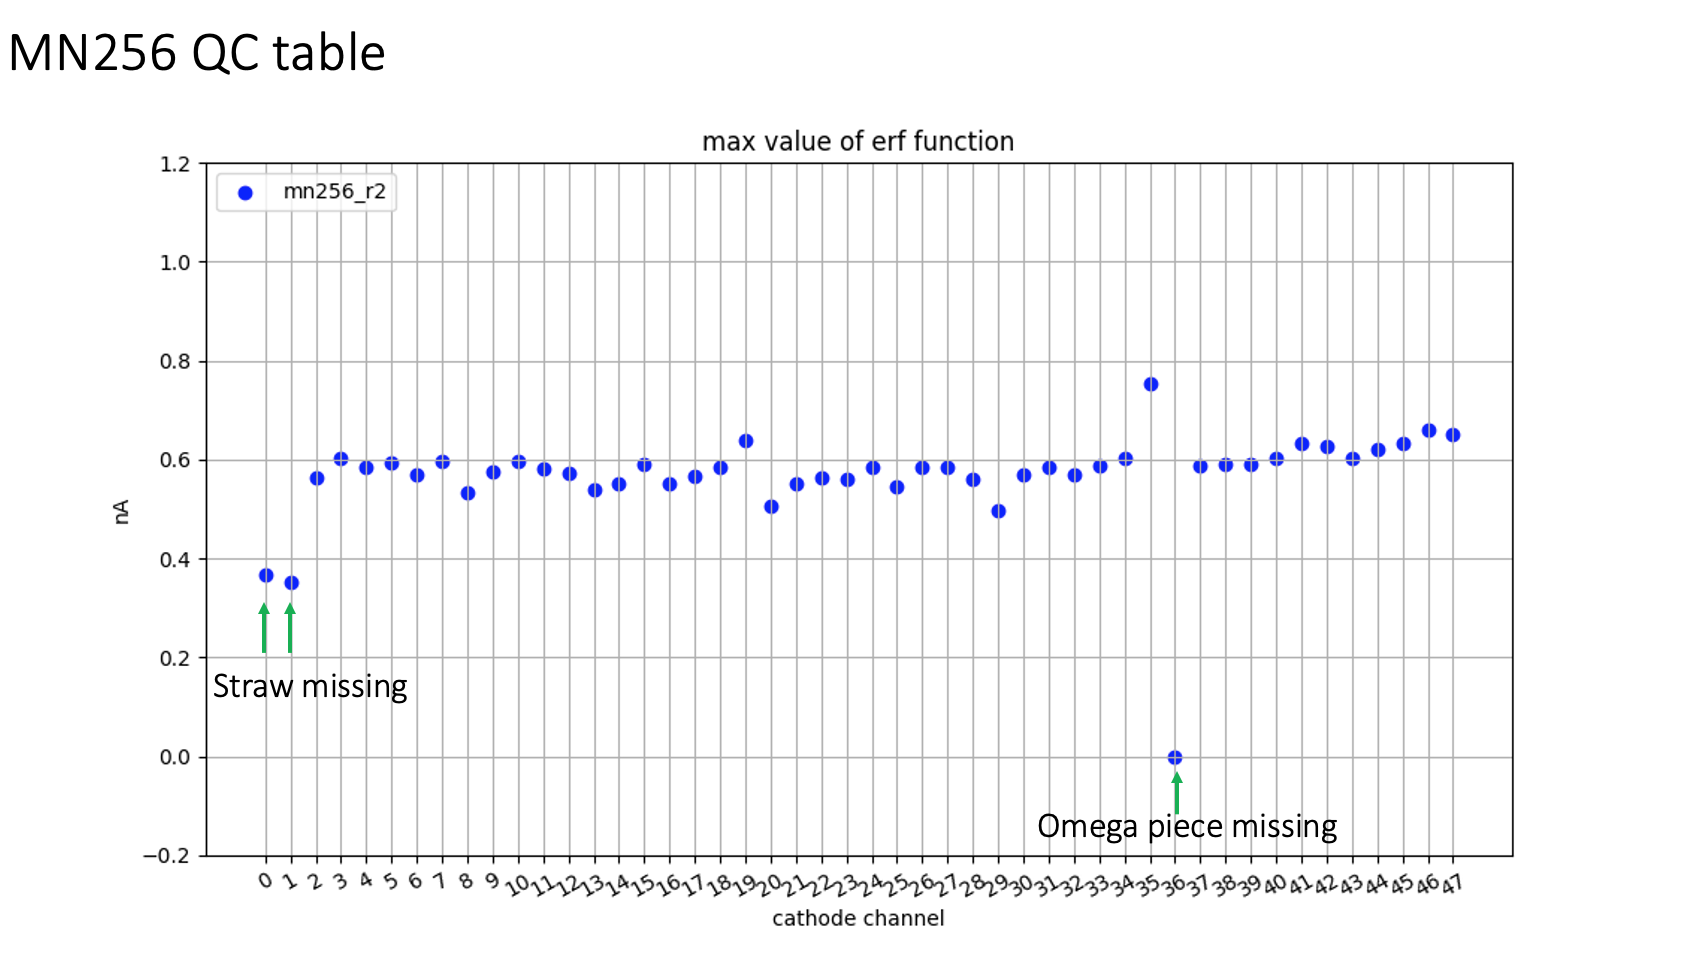 MN256 QC table
max value of erf function
1.2
mn256_r2
1.0
0.8
0.6
nA
0.4
0.2
Straw missing
0.0
Omega piece missing
−0.2
0 1 2 3 4 5 6 7 8 9 10 11 12 13 14 15 16 17 18 19 20 21 22 23 24 25 26 27 28 29 30 31 32 33 34 35 36 37 38 39 40 41 42 43 44 45 46 47
cathode channel